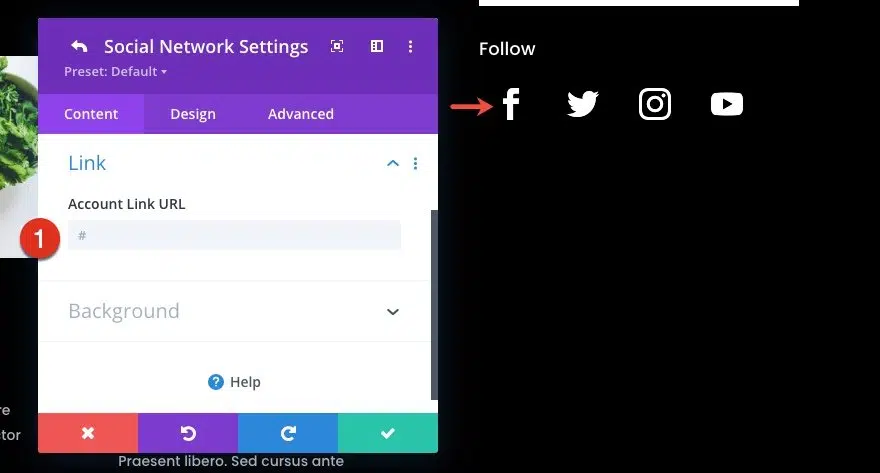 Social Network Settings
Preset: Default
Content Design Advanced
Link
Account Link URL
1
#
Background
? Help
Follow
f
re
ctor
Praesent libero. Sed cursus ante